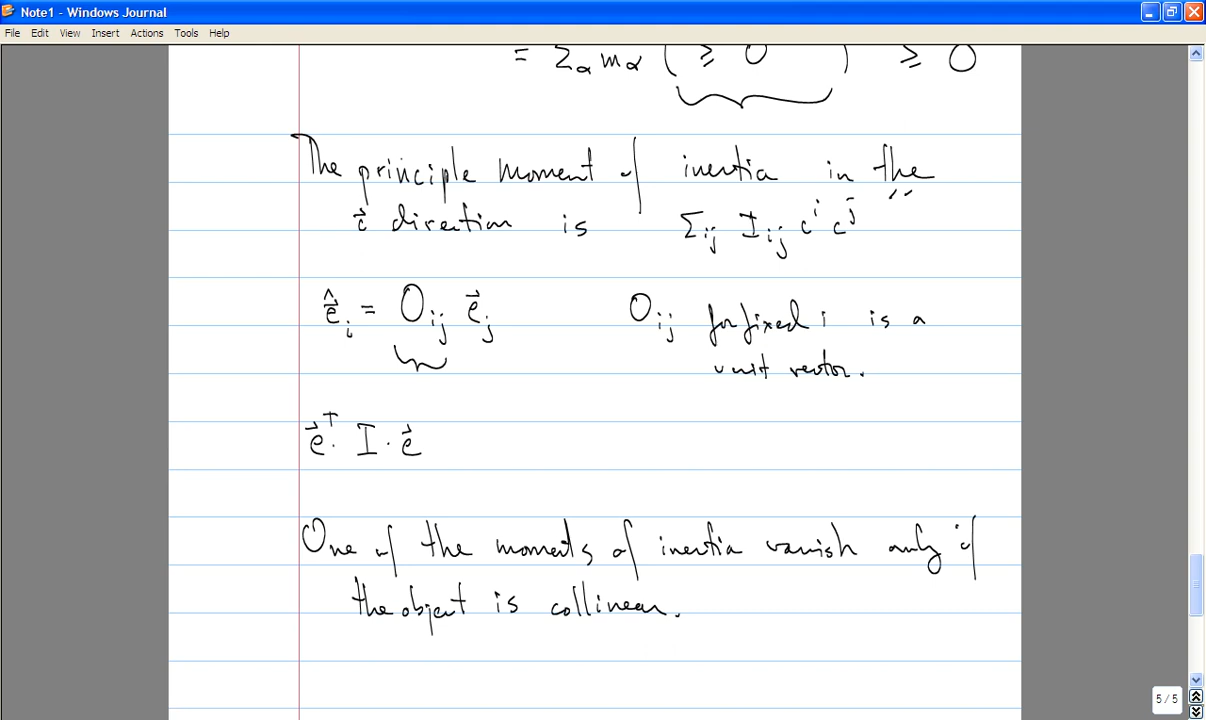 Note1 - Windows Journal
File Edit View Insert Actions Tools Help
= Σα mα ( ≥ 0 ) ≥ 0
The principle moment of inertia in the
c⃗ direction is Σij Iij c^i c^j
ê⃗i = Oij e⃗j Oij for fixed i is a
unit vector.
e⃗^T · I · e⃗
One of the moments of inertia vanish only if
the object is collinear.
5 / 5